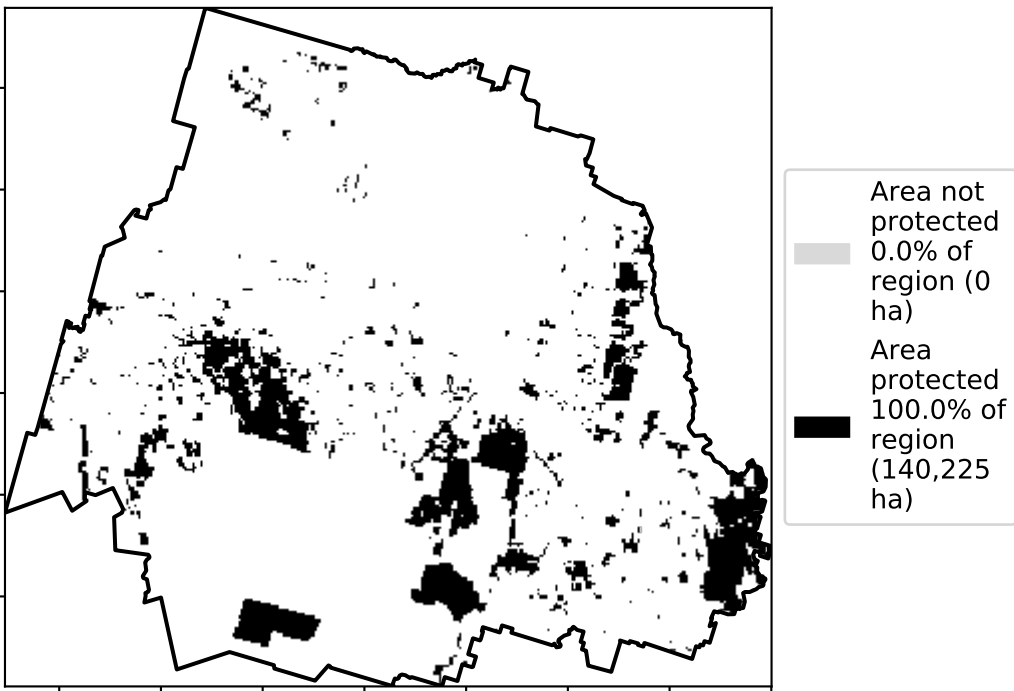 Area not
protected
0.0% of
region (0
ha)
Area
protected
100.0% of
region
(140,225
ha)